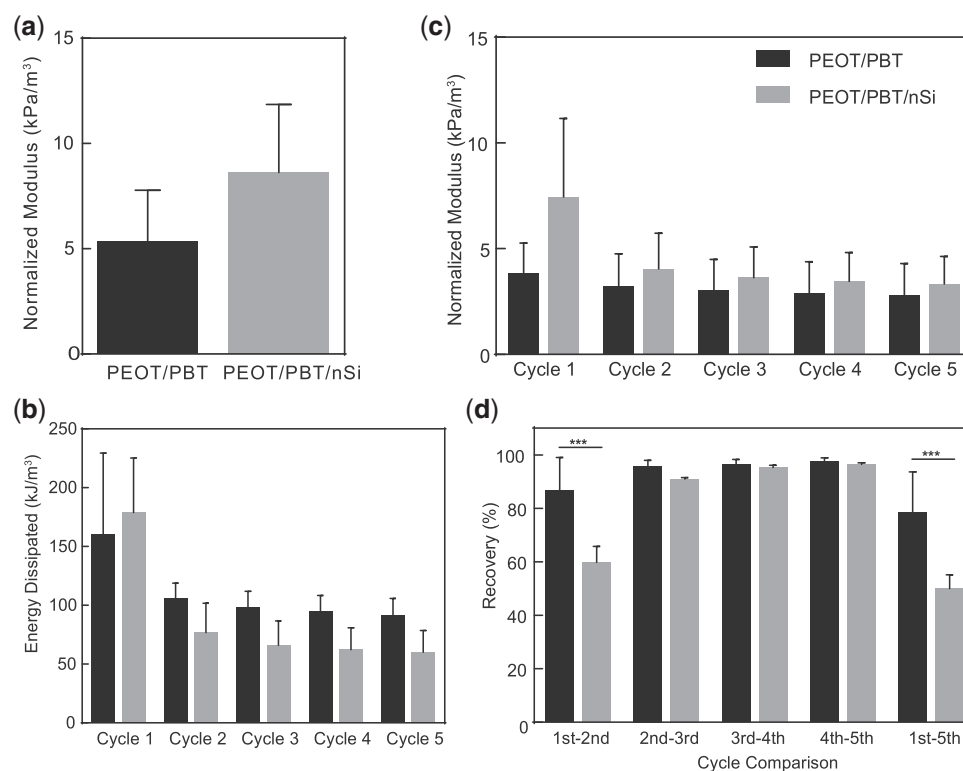 (a)
Normalized Modulus (kPa/m³)
15
10
5
0
PEOT/PBT PEOT/PBT/nSi
(c)
Normalized Modulus (kPa/m³)
15
10
5
0
PEOT/PBT
PEOT/PBT/nSi
Cycle 1 Cycle 2 Cycle 3 Cycle 4 Cycle 5
(b)
Energy Dissipated (kJ/m³)
250
200
150
100
50
0
Cycle 1 Cycle 2 Cycle 3 Cycle 4 Cycle 5
(d)
Recovery (%)
100
80
60
40
20
0
*** ***
1st-2nd 2nd-3rd 3rd-4th 4th-5th 1st-5th
Cycle Comparison